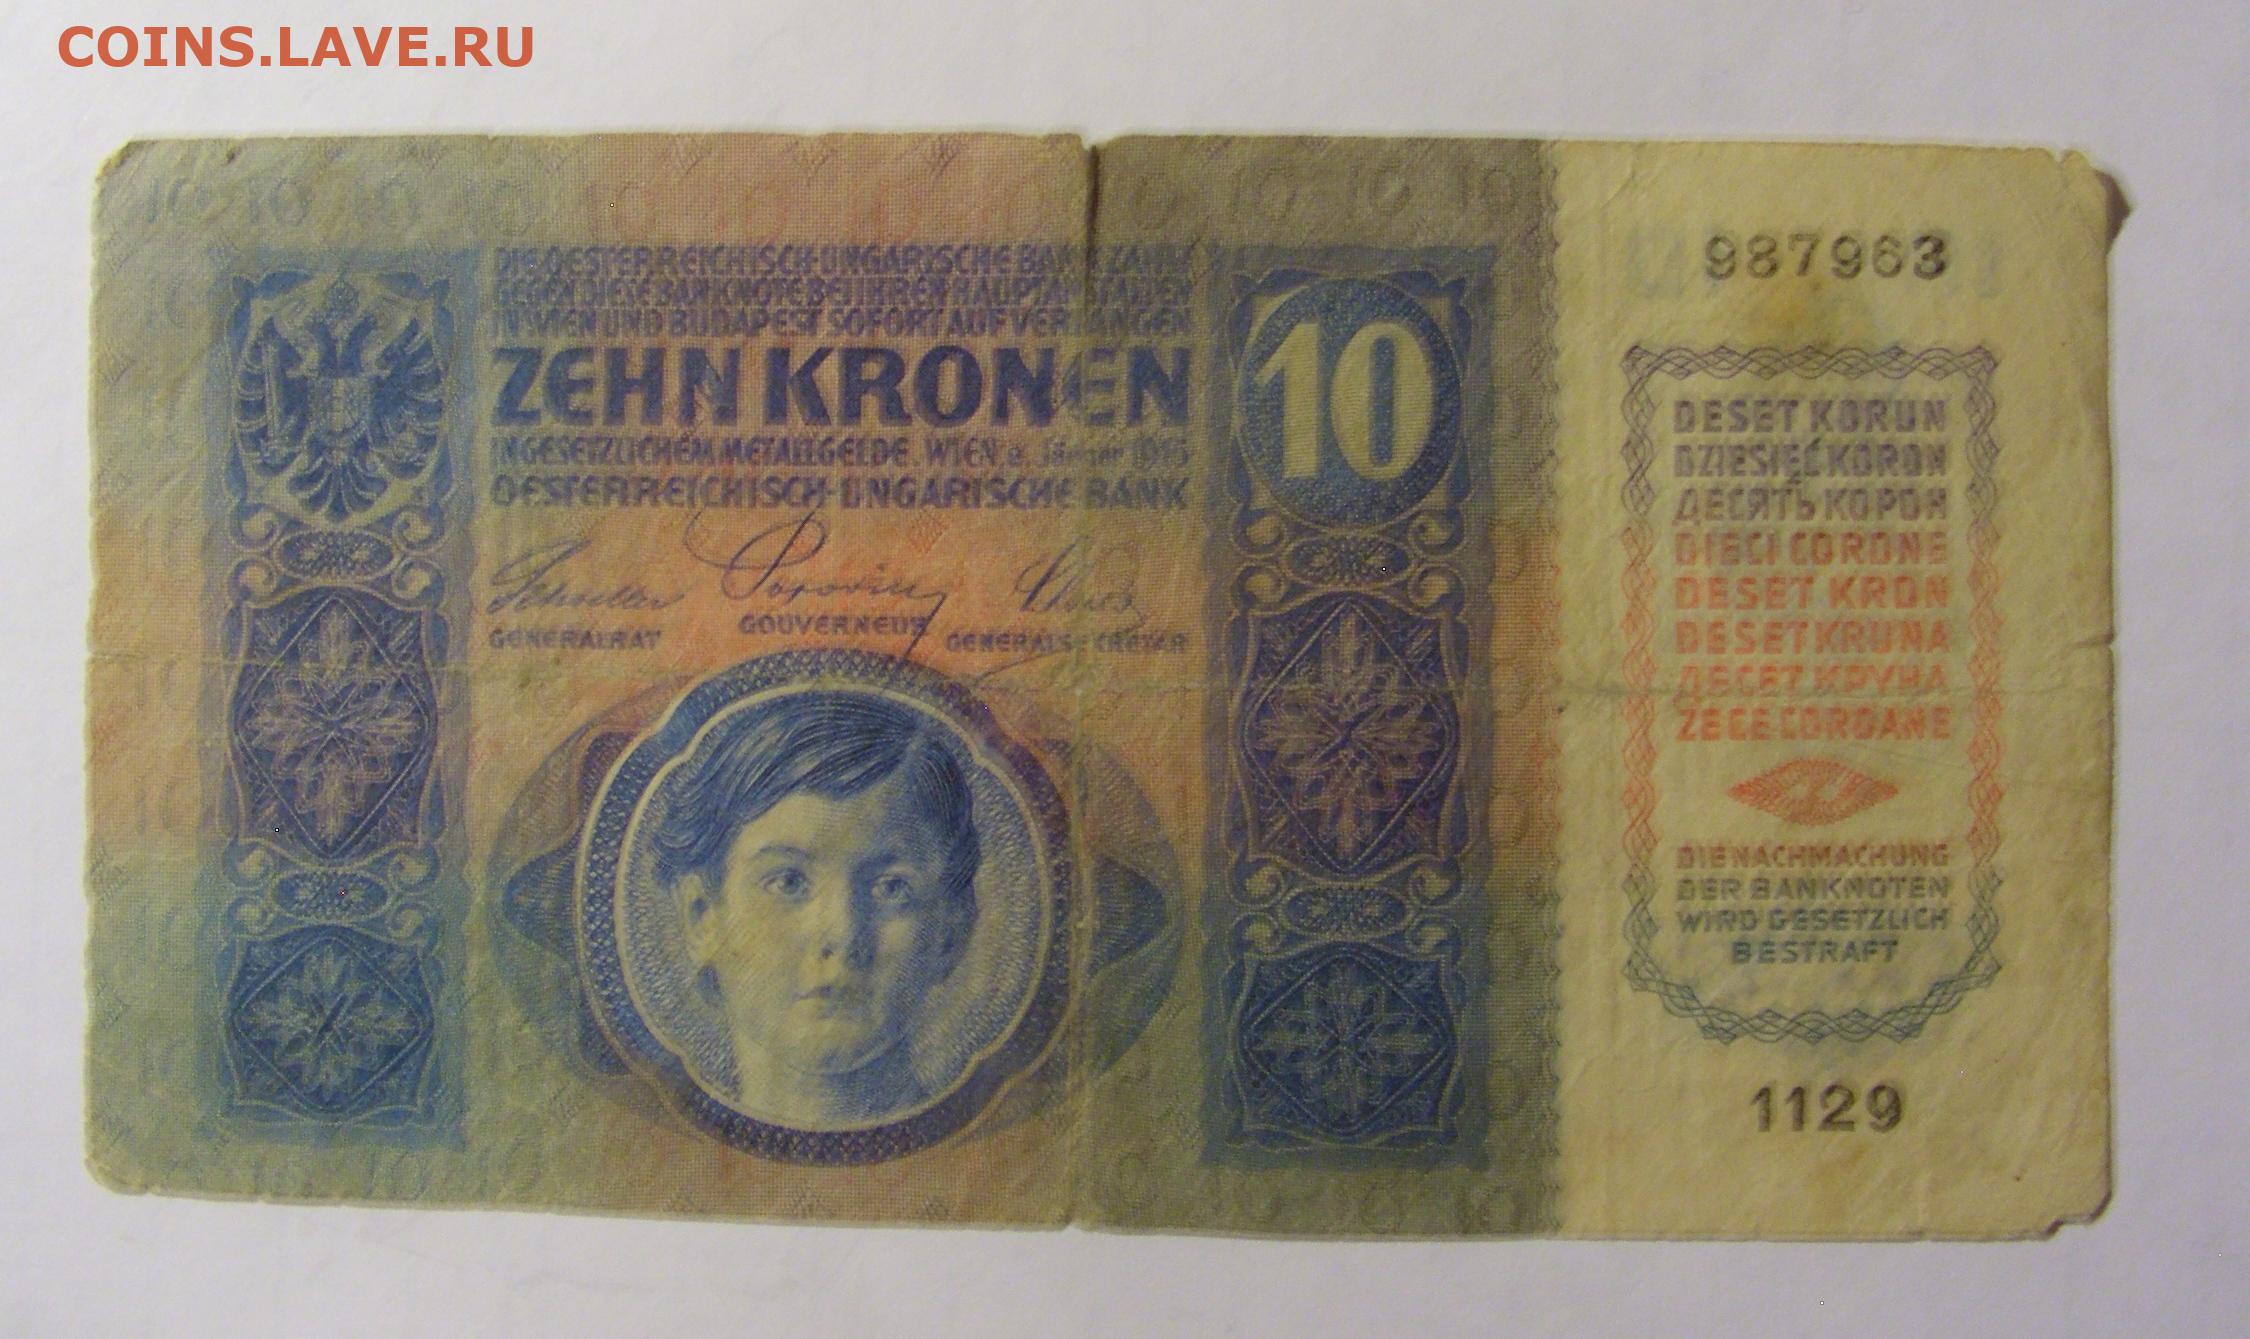 COINS.LAVE.RU
DIE OESTERREICHISCH-UNGARISCHE BANK ZAHLT
GEGEN DIESE BANKNOTE BEI IHREN HAUPTANSTALTEN
IN WIEN UND BUDAPEST SOFORT AUF VERLANGEN
ZEHN KRONEN
IN GESETZLICHEM METALLGELDE. WIEN 2. Jänner 1915
OESTERREICHISCH-UNGARISCHE BANK
GENERALRAT
GOUVERNEUR
GENERALSECRETÄR
10
987963
DESET KORUN
DZIESIĘĆ KORON
ДЕСЯТЬ КОРОН
DIECI CORONE
DESET KRON
DESET KRUNA
ДЕСЕТ КРУНА
ZECE COROANE
DIE NACHMACHUNG
DER BANKNOTEN
WIRD GESETZLICH
BESTRAFT
1129